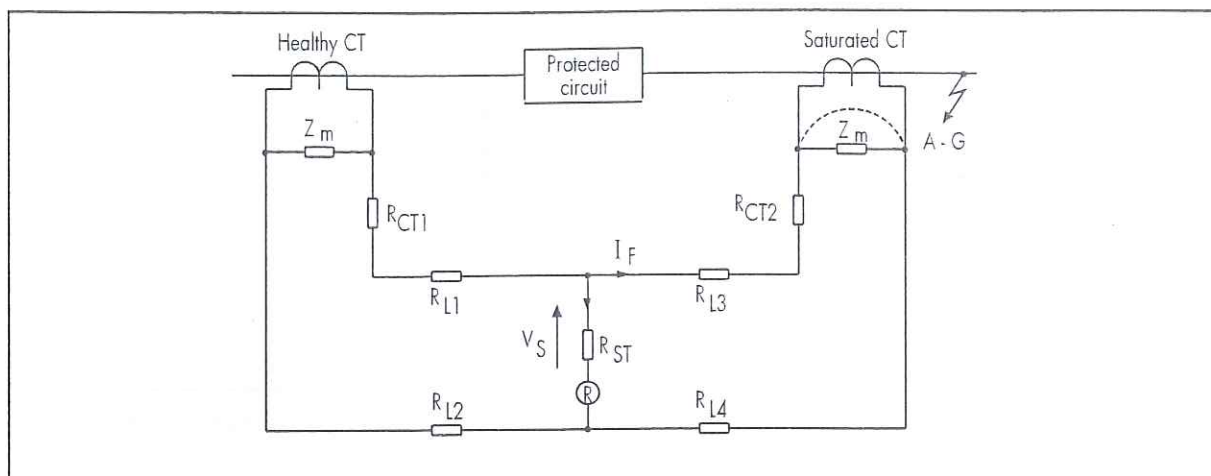 Healthy CT
Saturated CT
Protected
circuit
Z m
Z m
A - G
R CT1
R CT2
I F
R L1
R L3
V S
R ST
R
R L2
R L4